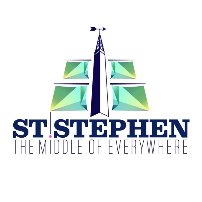 ST.STEPHEN
THE MIDDLE OF EVERYWHERE